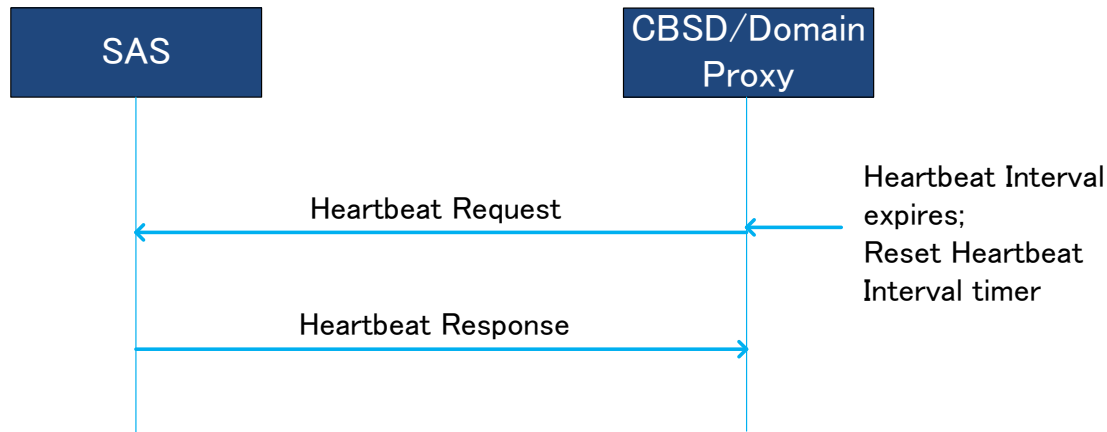 SAS
CBSD/Domain
Proxy
Heartbeat Interval
expires;
Reset Heartbeat
Interval timer
Heartbeat Request
Heartbeat Response